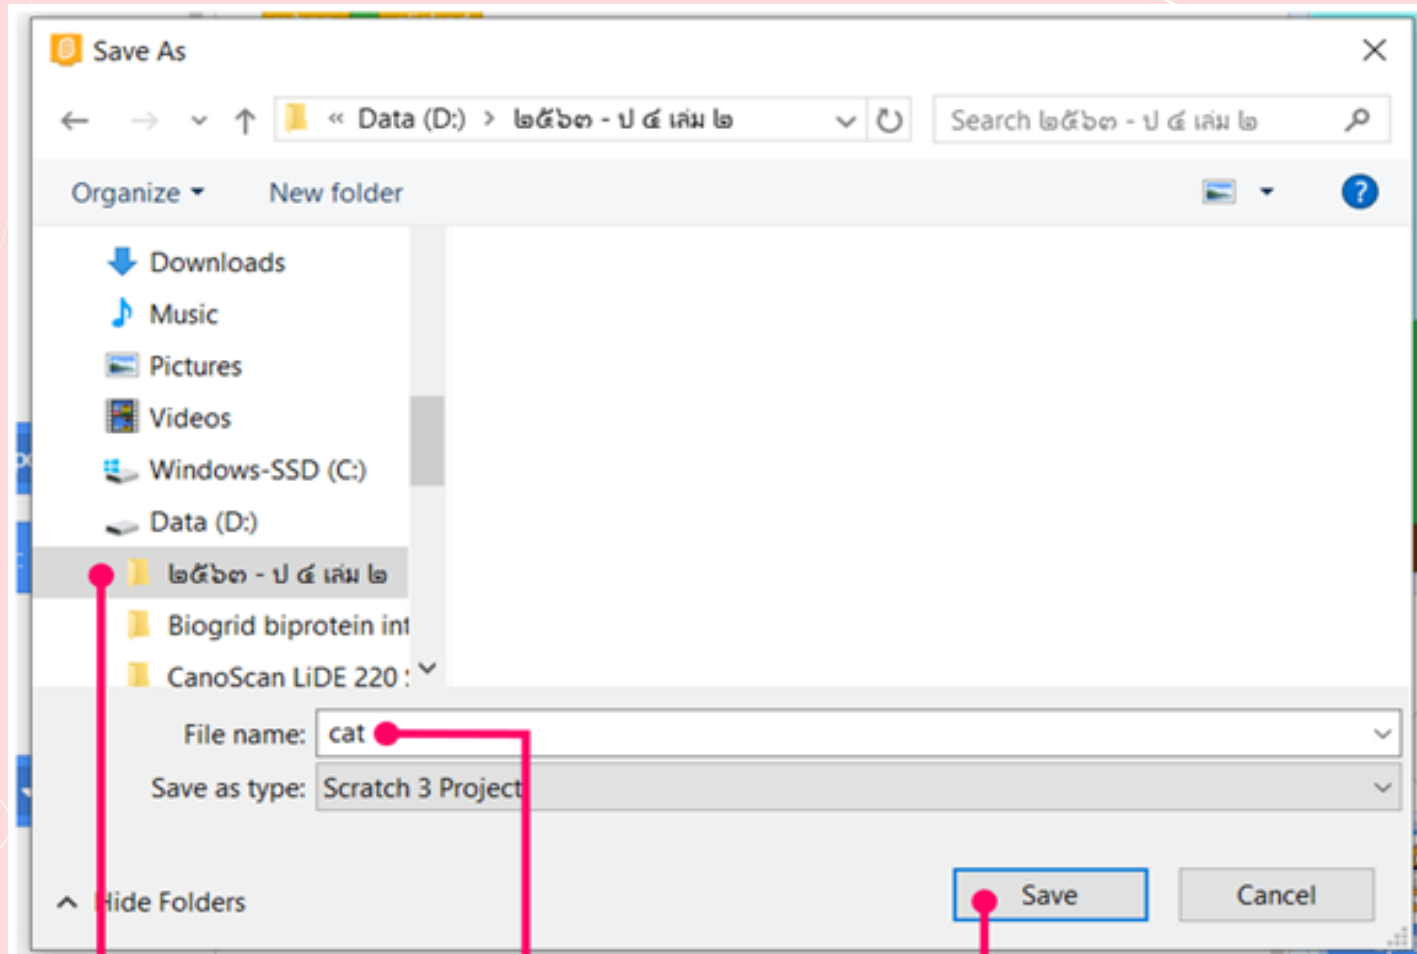 Save As
« Data (D:) > ๒๕๖๓ - ป ๔ เล่ม ๒
Search ๒๕๖๓ - ป ๔ เล่ม ๒
Organize
New folder
Downloads
Music
Pictures
Videos
Windows-SSD (C:)
Data (D:)
๒๕๖๓ - ป ๔ เล่ม ๒
Biogrid biprotein int
CanoScan LiDE 220
File name: cat
Save as type: Scratch 3 Project
Hide Folders
Save
Cancel